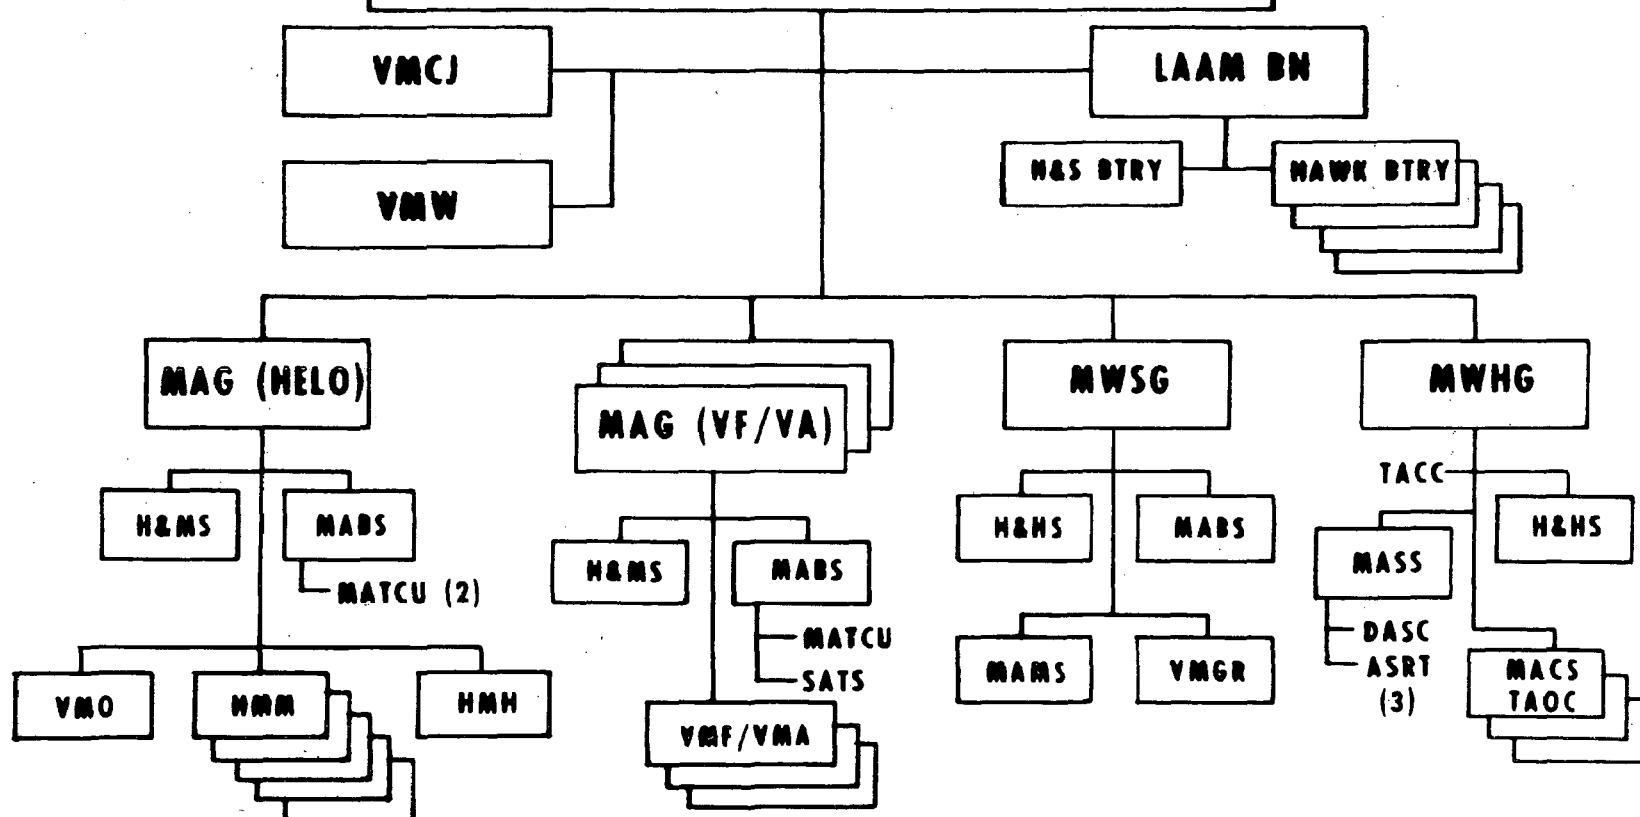 VMCJ
LAAM BN
VMW
H&S BTRY
HAWK BTRY
MAG (HELO)
MAG (VF/VA)
MWSG
MWHG
TACC
H&MS
MABS
H&MS
MABS
H&HS
MABS
MASS
H&HS
MATCU (2)
MATCU
SATS
DASC
ASRT
(3)
VMO
HMM
HMH
VMF/VMA
MAMS
VMGR
MACS
TAOC